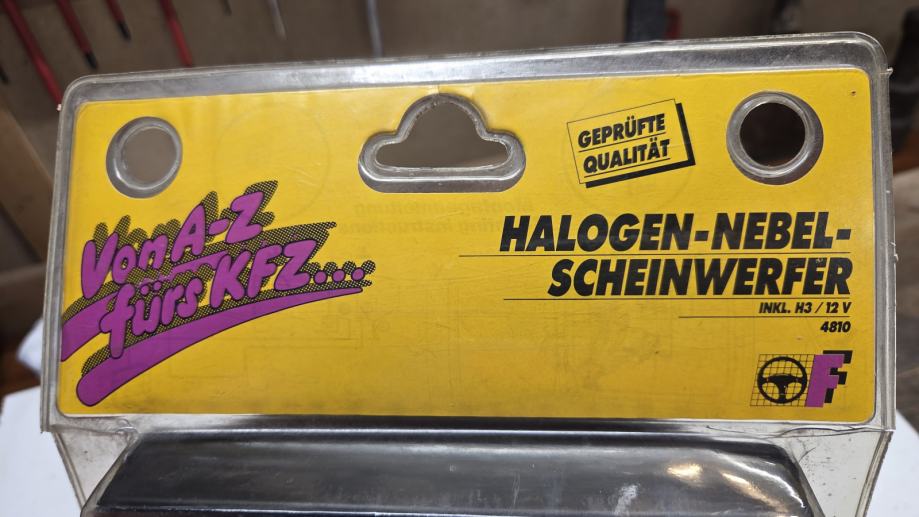 GEPRÜFTE
QUALITÄT
Von A-Z
fürs KFZ...
HALOGEN-NEBEL-
SCHEINWERFER
INKL. H3 / 12 V
4810
F